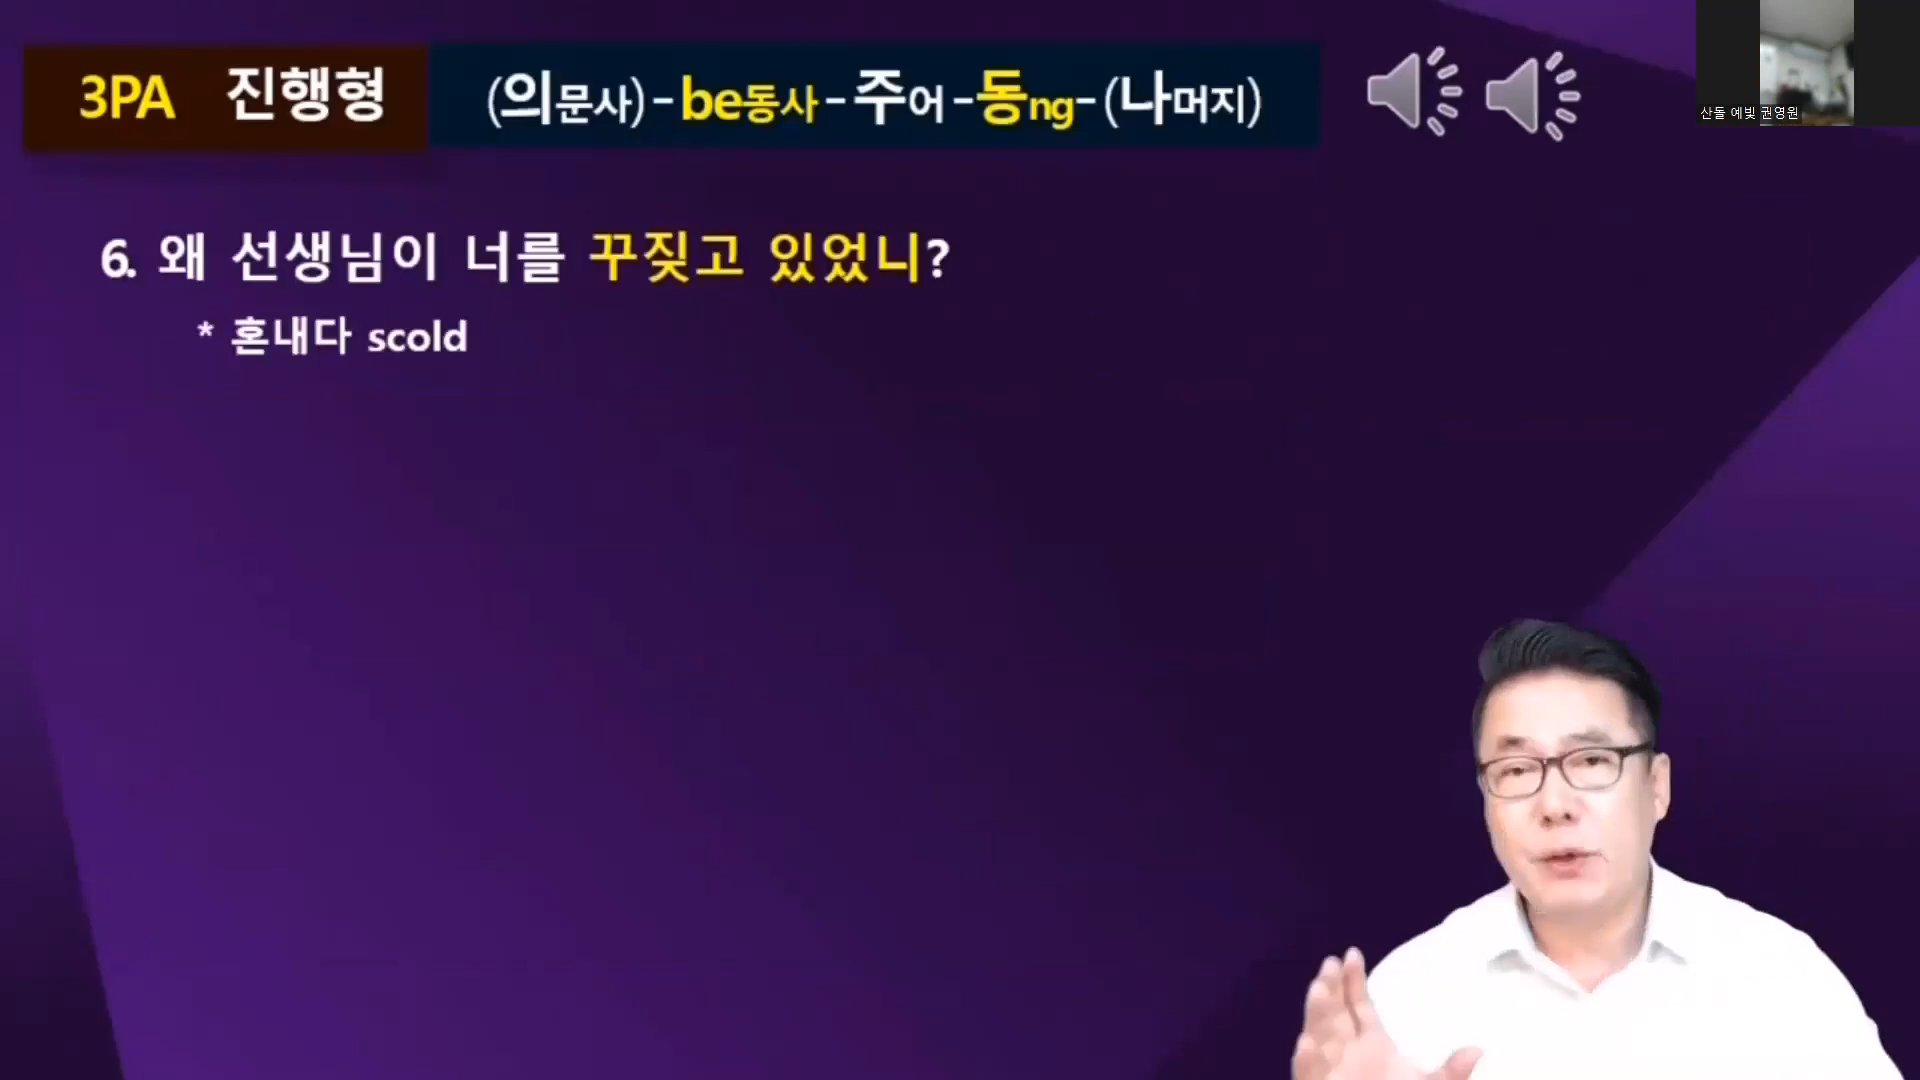 3PA 진행형 (의문사)-be동사-주어-동ng-(나머지)
산돌 예빛 권영원
6. 왜 선생님이 너를 꾸짖고 있었니?
* 혼내다 scold